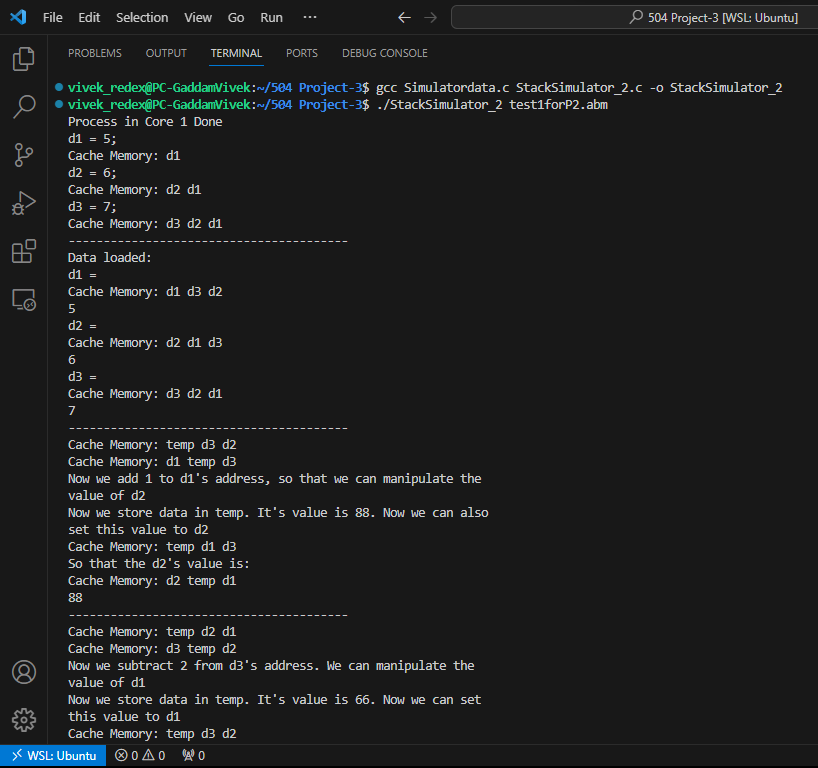 File Edit Selection View Go Run ··· ← → 504 Project-3 [WSL: Ubuntu]
PROBLEMS OUTPUT TERMINAL PORTS DEBUG CONSOLE
vivek_redex@PC-GaddamVivek:~/504 Project-3$ gcc Simulatordata.c StackSimulator_2.c -o StackSimulator_2
vivek_redex@PC-GaddamVivek:~/504 Project-3$ ./StackSimulator_2 test1forP2.abm
Process in Core 1 Done
d1 = 5;
Cache Memory: d1
d2 = 6;
Cache Memory: d2 d1
d3 = 7;
Cache Memory: d3 d2 d1
----------------------------------------
Data loaded:
d1 =
Cache Memory: d1 d3 d2
5
d2 =
Cache Memory: d2 d1 d3
6
d3 =
Cache Memory: d3 d2 d1
7
----------------------------------------
Cache Memory: temp d3 d2
Cache Memory: d1 temp d3
Now we add 1 to d1's address, so that we can manipulate the
value of d2
Now we store data in temp. It's value is 88. Now we can also
set this value to d2
Cache Memory: temp d1 d3
So that the d2's value is:
Cache Memory: d2 temp d1
88
----------------------------------------
Cache Memory: temp d2 d1
Cache Memory: d3 temp d2
Now we subtract 2 from d3's address. We can manipulate the
value of d1
Now we store data in temp. It's value is 66. Now we can set
this value to d1
Cache Memory: temp d3 d2
WSL: Ubuntu 0 0 0